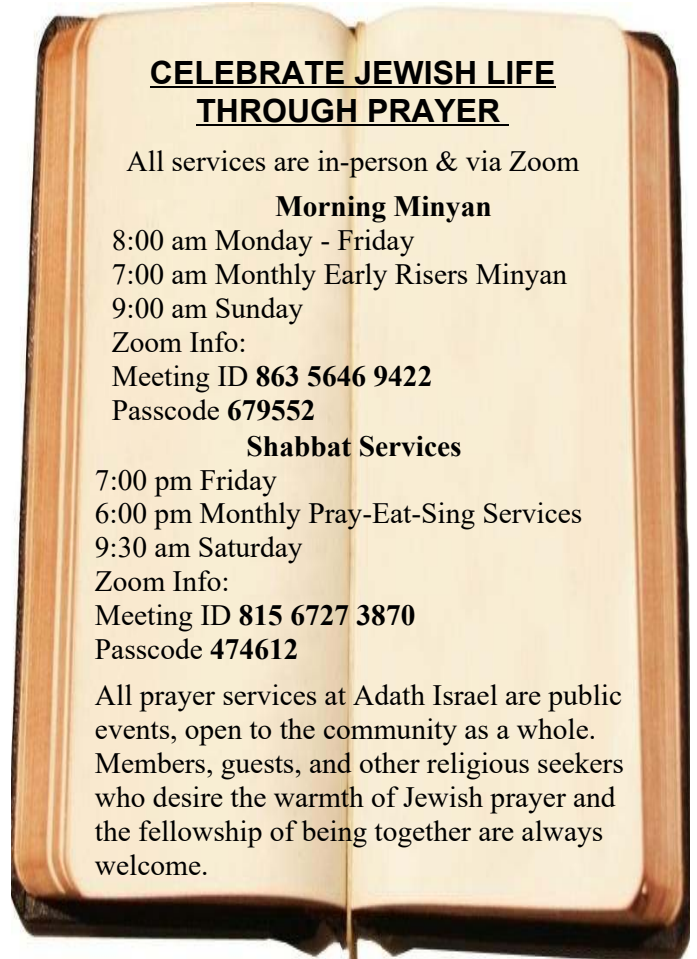 CELEBRATE JEWISH LIFE
THROUGH PRAYER
All services are in-person & via Zoom
Morning Minyan
8:00 am Monday - Friday
7:00 am Monthly Early Risers Minyan
9:00 am Sunday
Zoom Info:
Meeting ID 863 5646 9422
Passcode 679552
Shabbat Services
7:00 pm Friday
6:00 pm Monthly Pray-Eat-Sing Services
9:30 am Saturday
Zoom Info:
Meeting ID 815 6727 3870
Passcode 474612
All prayer services at Adath Israel are public
events, open to the community as a whole.
Members, guests, and other religious seekers
who desire the warmth of Jewish prayer and
the fellowship of being together are always
welcome.